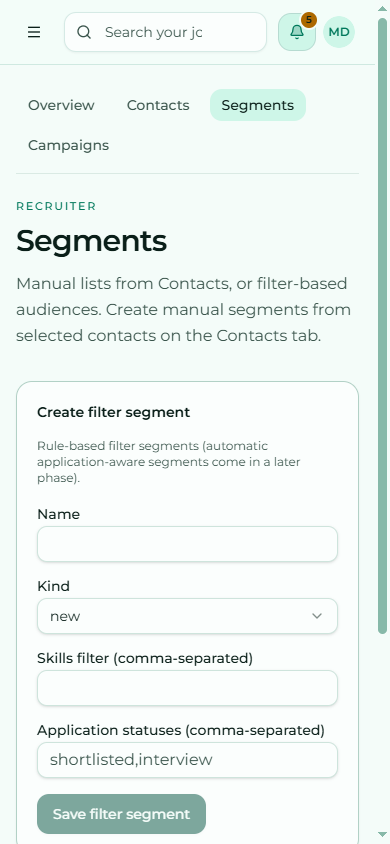 Search your jc
5
MD
Overview Contacts Segments
Campaigns
RECRUITER
Segments
Manual lists from Contacts, or filter-based
audiences. Create manual segments from
selected contacts on the Contacts tab.
Create filter segment
Rule-based filter segments (automatic
application-aware segments come in a later
phase).
Name
Kind
new
Skills filter (comma-separated)
Application statuses (comma-separated)
shortlisted,interview
Save filter segment